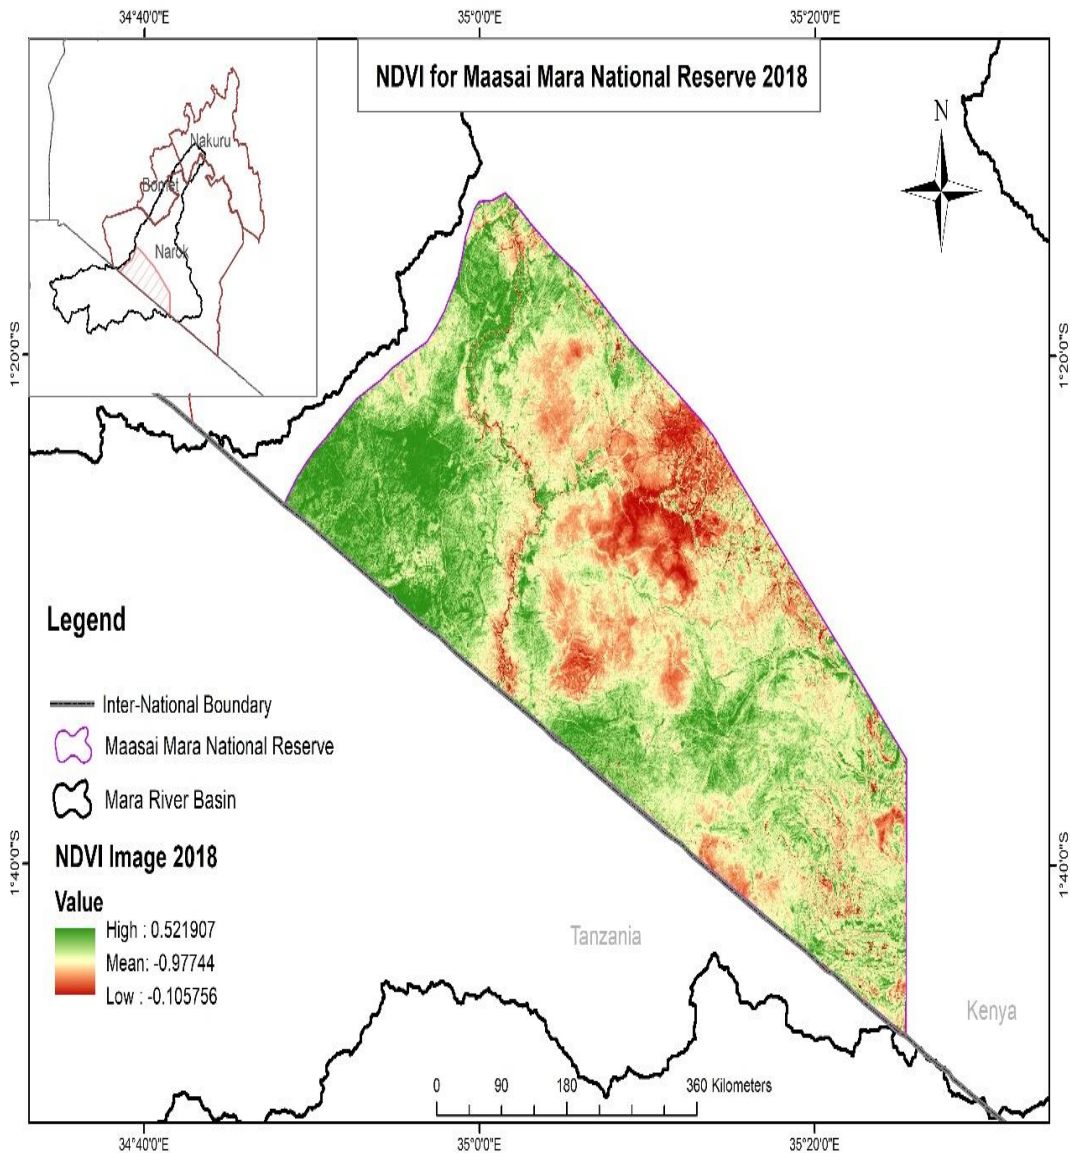 34°40'0"E
35°0'0"E
35°20'0"E
NDVI for Maasai Mara National Reserve 2018
N
Nakuru
Bomet
Narok
1°20'0"S
1°20'0"S
Legend
Inter-National Boundary
Maasai Mara National Reserve
Mara River Basin
NDVI Image 2018
Value
High : 0.521907
Mean: -0.97744
Low : -0.105756
1°40'0"S
1°40'0"S
Tanzania
Kenya
0 90 180 360 Kilometers
34°40'0"E
35°0'0"E
35°20'0"E